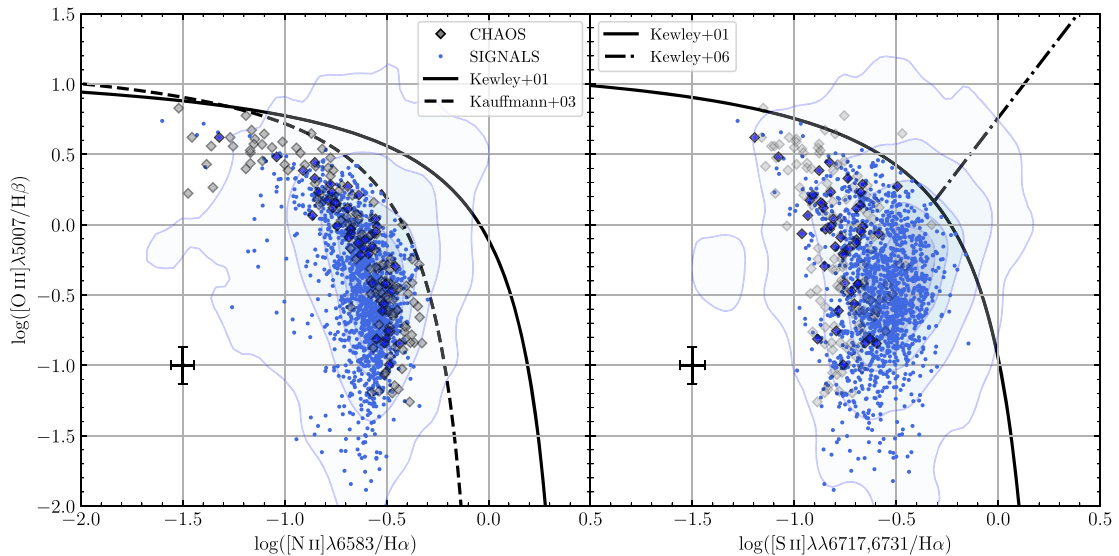 CHAOS
SIGNALS
Kewley+01
Kauffmann+03
Kewley+01
Kewley+06
1.5
1.0
0.5
0.0
−0.5
−1.0
−1.5
−2.0
log([O III]λ5007/Hβ)
−2.0 −1.5 −1.0 −0.5 0.0 0.5
−1.5 −1.0 −0.5 0.0 0.5
log([N II]λ6583/Hα)
log([S II]λλ6717,6731/Hα)